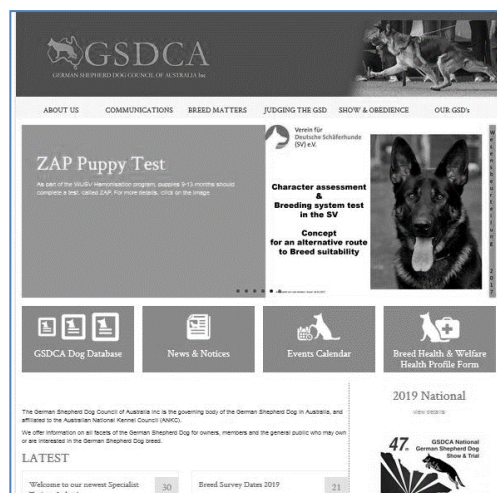 GSDCA
GERMAN SHEPHERD DOG COUNCIL OF AUSTRALIA Inc
ABOUT US COMMUNICATIONS BREED MATTERS JUDGING THE GSD SHOW & OBEDIENCE OUR GSD's
ZAP Puppy Test
As part of the WUSV Harmonisation program, puppies 9-13 months should
complete a test, called ZAP. For more details, click on the image
Verein für
Deutsche Schäferhunde
(SV) e.V.
Character assessment
&
Breeding system test
in the SV
Concept
for an alternative route
to Breed suitability
Wesensbeurteilung 2017
GSDCA Dog Database
News & Notices
Events Calendar
Breed Health & Welfare
Health Profile Form
The German Shepherd Dog Council of Australia Inc is the governing body of the German Shepherd Dog in Australia, and
affiliated to the Australian National Kennel Council (ANKC).
We offer information on all facets of the German Shepherd Dog for owners, members and the general public who may own
or are interested in the German Shepherd Dog breed.
LATEST
Welcome to our newest Specialist
30
Breed Survey Dates 2019
21
2019 National
VIEW DETAILS
47. GSDCA National
German Shepherd Dog
Show & Trial